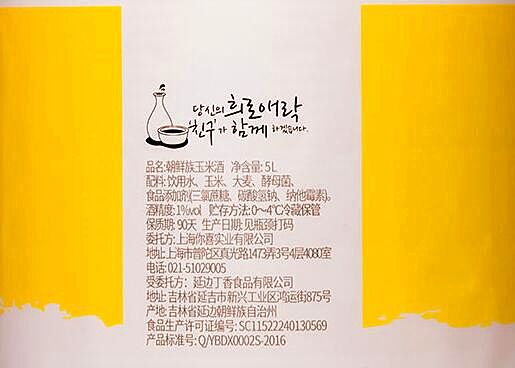 당신의 희로애락
'친구'가 함께 하겠습니다.
品名:朝鲜族玉米酒 净含量: 5L
配料: 饮用水、玉米、大麦、酵母菌、
食品添加剂(三氯蔗糖、碳酸氢钠、纳他霉素)。
酒精度: 1%vol 贮存方法: 0~4℃冷藏保管
保质期: 90天 生产日期: 见瓶颈打码
委托方: 上海你喜实业有限公司
地址:上海市普陀区真光路1473弄3号4层4080室
电话: 021-51029005
受委托方: 延边丁香食品有限公司
地址: 吉林省延吉市新兴工业区鸿运街875号
产地: 吉林省延边朝鲜族自治州
食品生产许可证编号: SC11522240130569
产品标准号: Q/YBDX0002S-2016